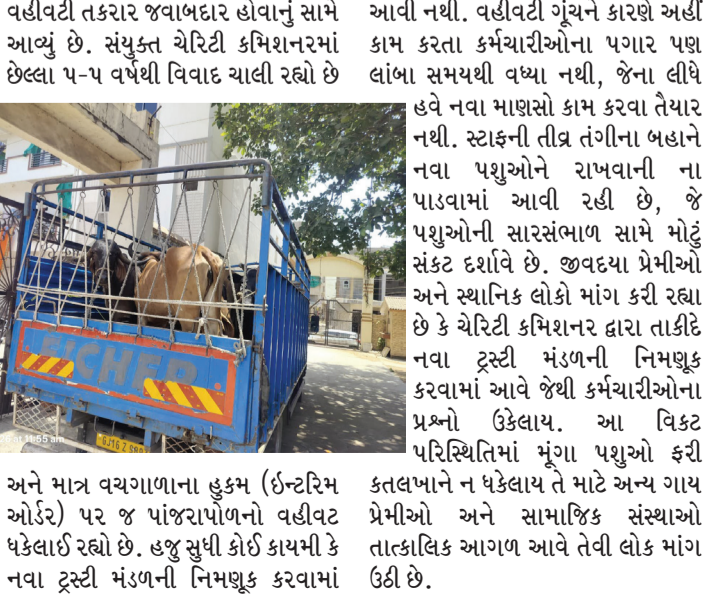 વહીવટી તકરાર જવાબદાર હોવાનું સામે
આવ્યું છે. સંયુક્ત ચેરિટી કમિશનરમાં
છેલ્લા ૫-૫ વર્ષથી વિવાદ ચાલી રહ્યો છે
EICHER
at 11:55 am
GJ16 Z
અને માત્ર વચગાળાના હુકમ (ઇન્ટરિમ
ઓર્ડર) પર જ પાંજરાપોળનો વહીવટ
ધકેલાઈ રહ્યો છે. હજુ સુધી કોઈ કાયમી કે
નવા ટ્રસ્ટી મંડળની નિમણૂક કરવામાં
આવી નથી. વહીવટી ગૂંચને કારણે અહીં
કામ કરતા કર્મચારીઓના પગાર પણ
લાંબા સમયથી વધ્યા નથી, જેના લીધે
હવે નવા માણસો કામ કરવા તૈયાર
નથી. સ્ટાફની તીવ્ર તંગીના બહાને
નવા પશુઓને રાખવાની ના
પાડવામાં આવી રહી છે, જે
પશુઓની સારસંભાળ સામે મોટું
સંકટ દર્શાવે છે. જીવદયા પ્રેમીઓ
અને સ્થાનિક લોકો માંગ કરી રહ્યા
છે કે ચેરિટી કમિશનર દ્વારા તાકીદે
નવા ટ્રસ્ટી મંડળની નિમણૂક
કરવામાં આવે જેથી કર્મચારીઓના
પ્રશ્નો ઉકેલાય. આ વિકટ
પરિસ્થિતિમાં મૂંગા પશુઓ ફરી
કતલખાને ન ધકેલાય તે માટે અન્ય ગાય
પ્રેમીઓ અને સામાજિક સંસ્થાઓ
તાત્કાલિક આગળ આવે તેવી લોક માંગ
ઉઠી છે.